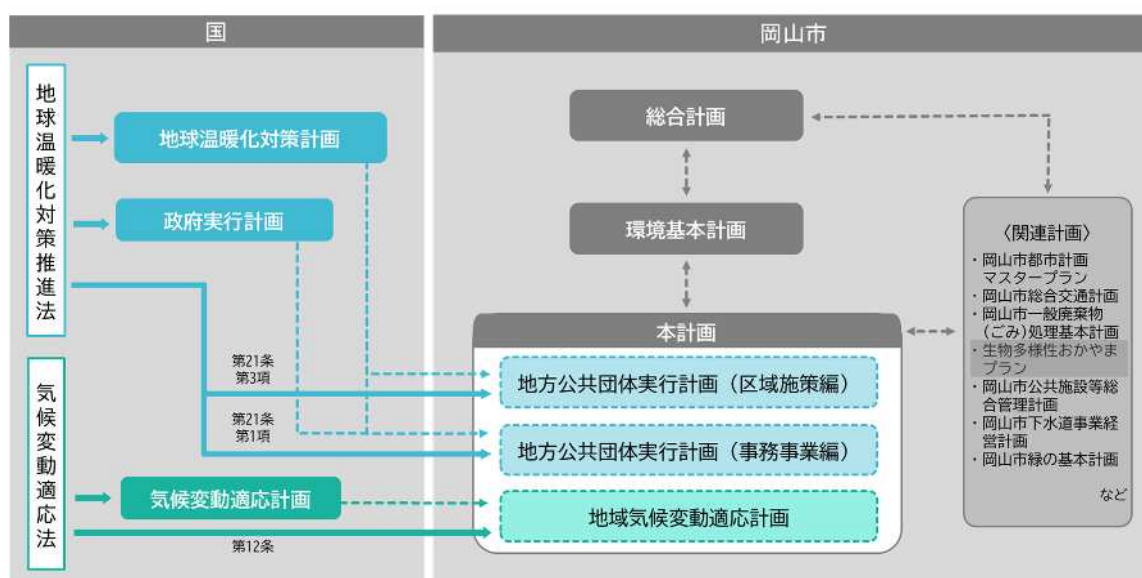 国
岡山市
地球温暖化対策推進法
地球温暖化対策計画
政府実行計画
気候変動適応法
気候変動適応計画
第21条
第3項
第21条
第1項
第12条
総合計画
環境基本計画
本計画
地方公共団体実行計画（区域施策編）
地方公共団体実行計画（事務事業編）
地域気候変動適応計画
〈関連計画〉
・岡山市都市計画
マスタープラン
・岡山市総合交通計画
・岡山市一般廃棄物
（ごみ）処理基本計画
・生物多様性おかやま
プラン
・岡山市公共施設等総
合管理計画
・岡山市下水道事業経
営計画
・岡山市緑の基本計画
など